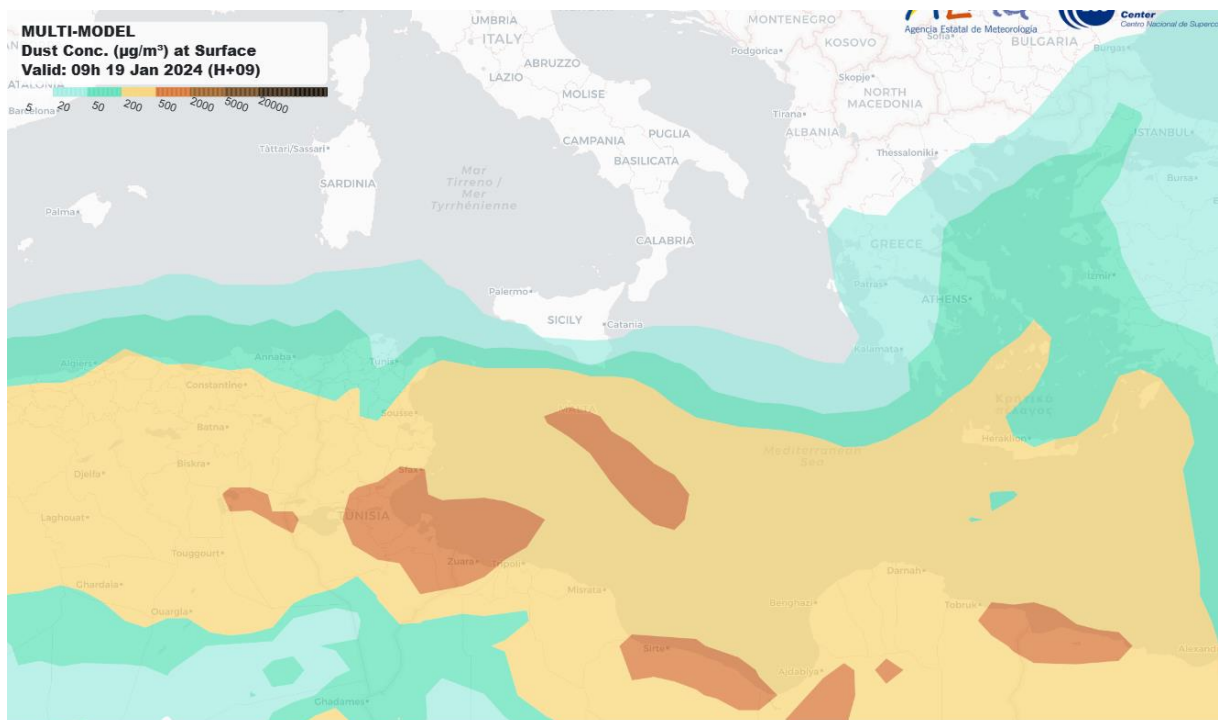 MULTI-MODEL
Dust Conc. (µg/m³) at Surface
Valid: 09h 19 Jan 2024 (H+09)
5 20 50 200 500 2000 5000 20000
Agencia Estatal de Meteorología
Center
Centro Nacional de Superco
UMBRIA
ITALY
ABRUZZO
LAZIO
MOLISE
CAMPANIA
PUGLIA
BASILICATA
CALABRIA
MONTENEGRO
Podgorica
KOSOVO
Sofia
BULGARIA
Burgas
Skopje
NORTH
MACEDONIA
Tirana
ALBANIA
Thessaloniki
ISTANBUL
Bursa
Barcelona
Tàttari/Sassari
SARDINIA
Mar
Tirreno /
Mer
Tyrrhénienne
Palma
GREECE
Patras
ATHENS
Izmir
Kalamata
Palermo
SICILY
Catania
Algiers
Annaba
Tunis
Constantine
Sousse
Batna
Biskra
Djelfa
Sfax
Laghouat
TUNISIA
Touggourt
Zuara
Tripoli
Ghardaia
Ouargla
Misrata
Κρητικό
πέλαγος
Heraklion
Mediterranean
Sea
Darnah
Benghazi
Tobruk
Sirte
Ajdabiya
Alexand
Ghadames